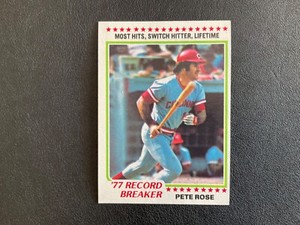 MOST HITS, SWITCH HITTER, LIFETIME
'77 RECORD
BREAKER
PETE ROSE